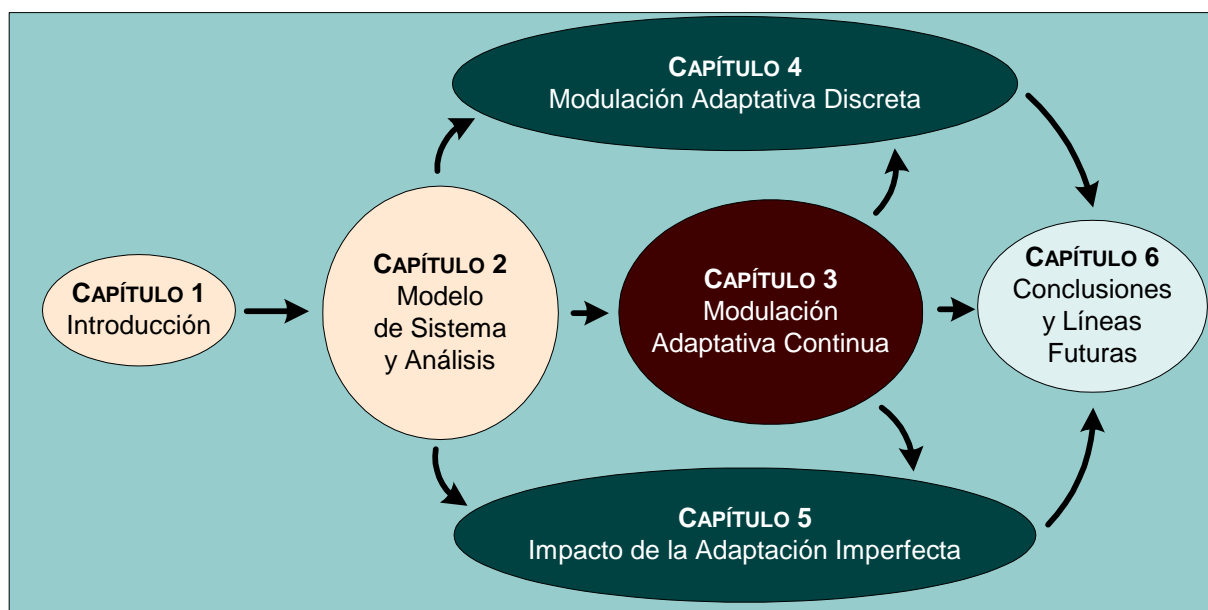 CAPÍTULO 1
Introducción
CAPÍTULO 2
Modelo
de Sistema
y Análisis
CAPÍTULO 3
Modulación
Adaptativa Continua
CAPÍTULO 4
Modulación Adaptativa Discreta
CAPÍTULO 5
Impacto de la Adaptación Imperfecta
CAPÍTULO 6
Conclusiones
y Líneas
Futuras